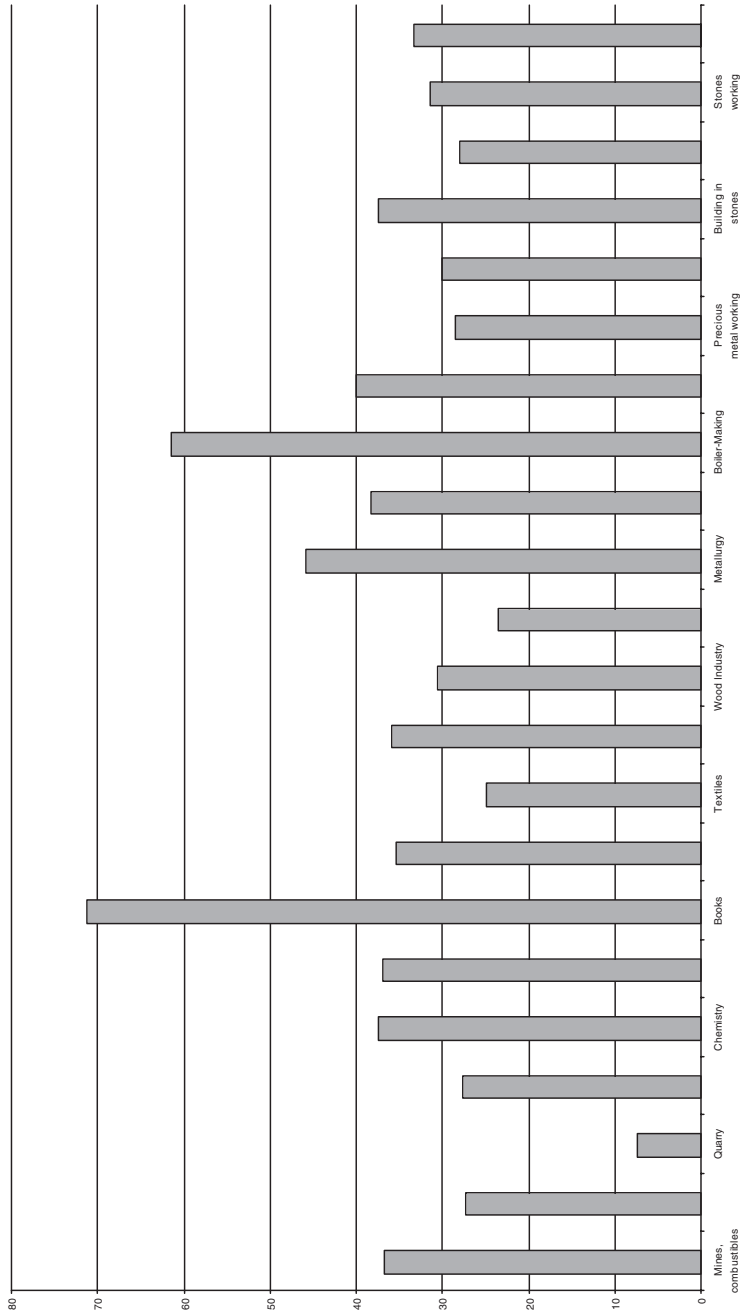 80
70
60
50
40
30
20
10
0
Mines,
combustibles
Quarry
Chemistry
Books
Textiles
Wood Industry
Metallurgy
Boiler-Making
Precious
metal working
Building in
stones
Stones
working